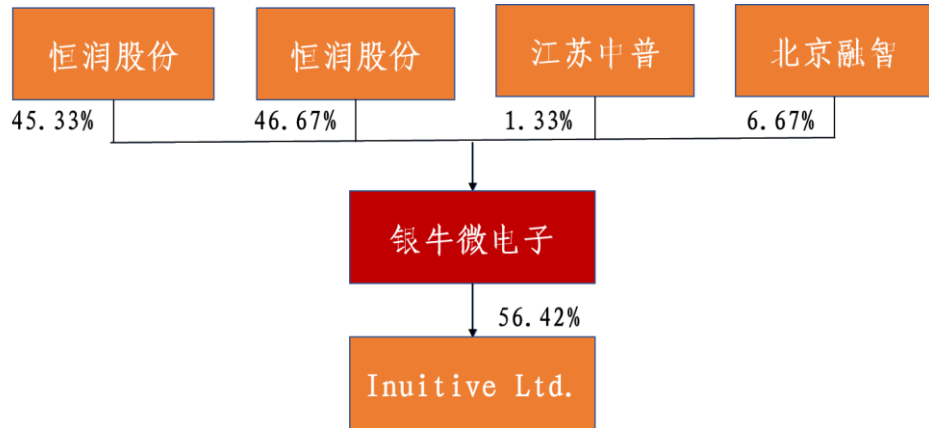 恒润股份
恒润股份
江苏中普
北京融智
45.33%
46.67%
1.33%
6.67%
银牛微电子
56.42%
Inuitive Ltd.